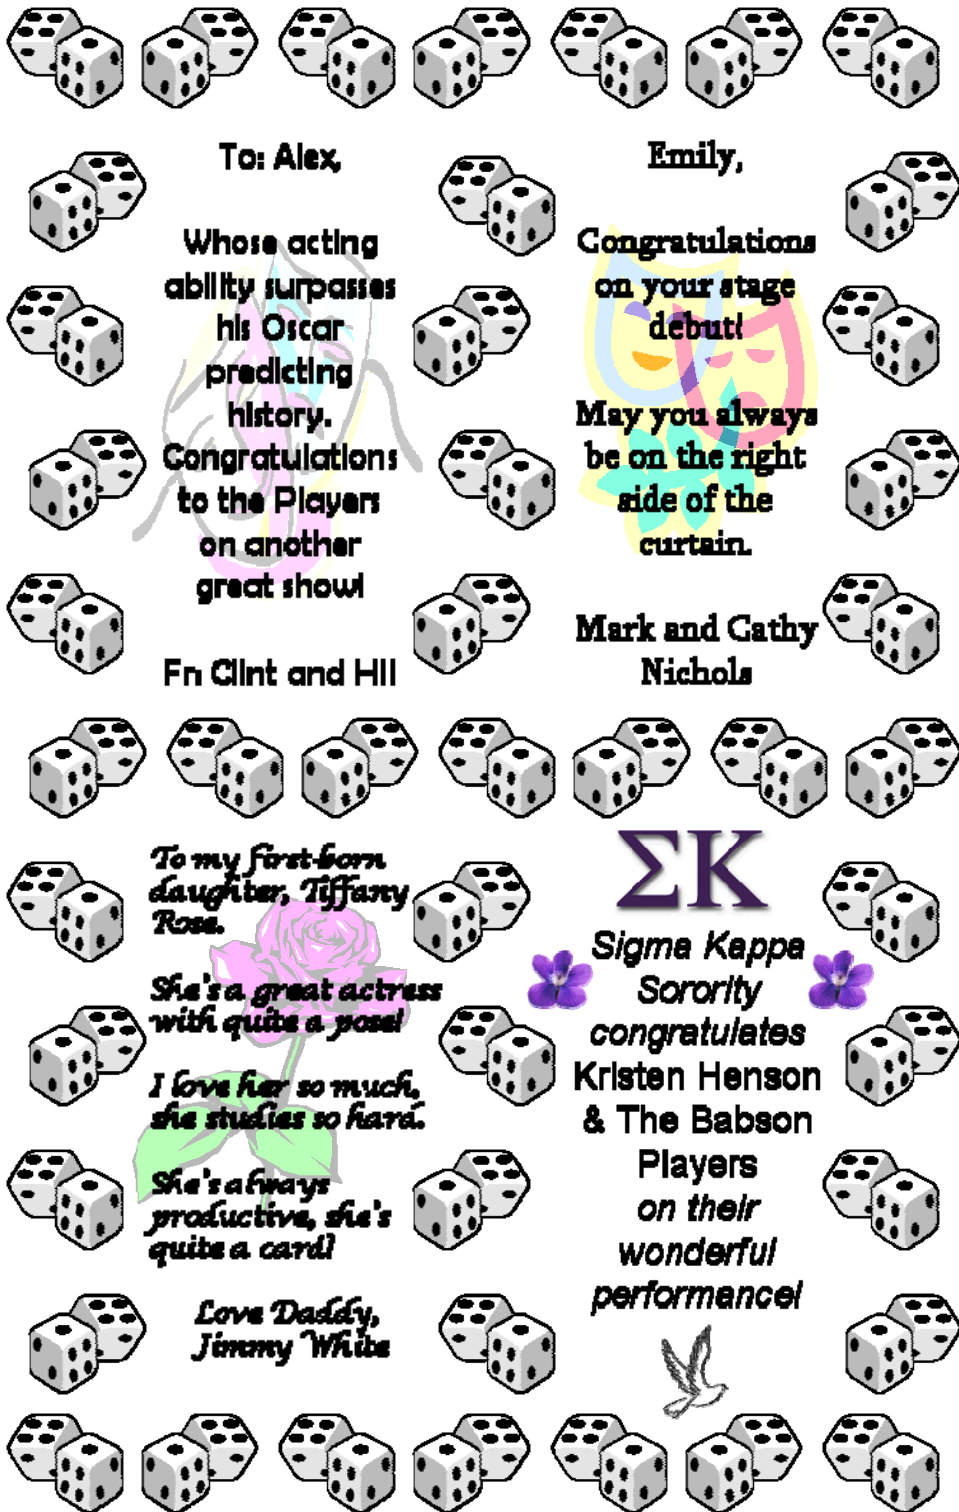 To: Alex,
Whose acting
ability surpasses
his Oscar
predicting
history.
Congratulations
to the Players
on another
great show!
Fr: Clint and Hil
Emily,
Congratulations
on your stage
debut!
May you always
be on the right
side of the
curtain.
Mark and Cathy
Nichols
To my first-born
daughter, Tiffany
Rose.
She's a great actress
with quite a pose!
I love her so much,
she studies so hard.
She's always
productive, she's
quite a card!
Love Daddy,
Jimmy White
ΣΚ
Sigma Kappa
Sorority
congratulates
Kristen Henson
& The Babson
Players
on their
wonderful
performance!